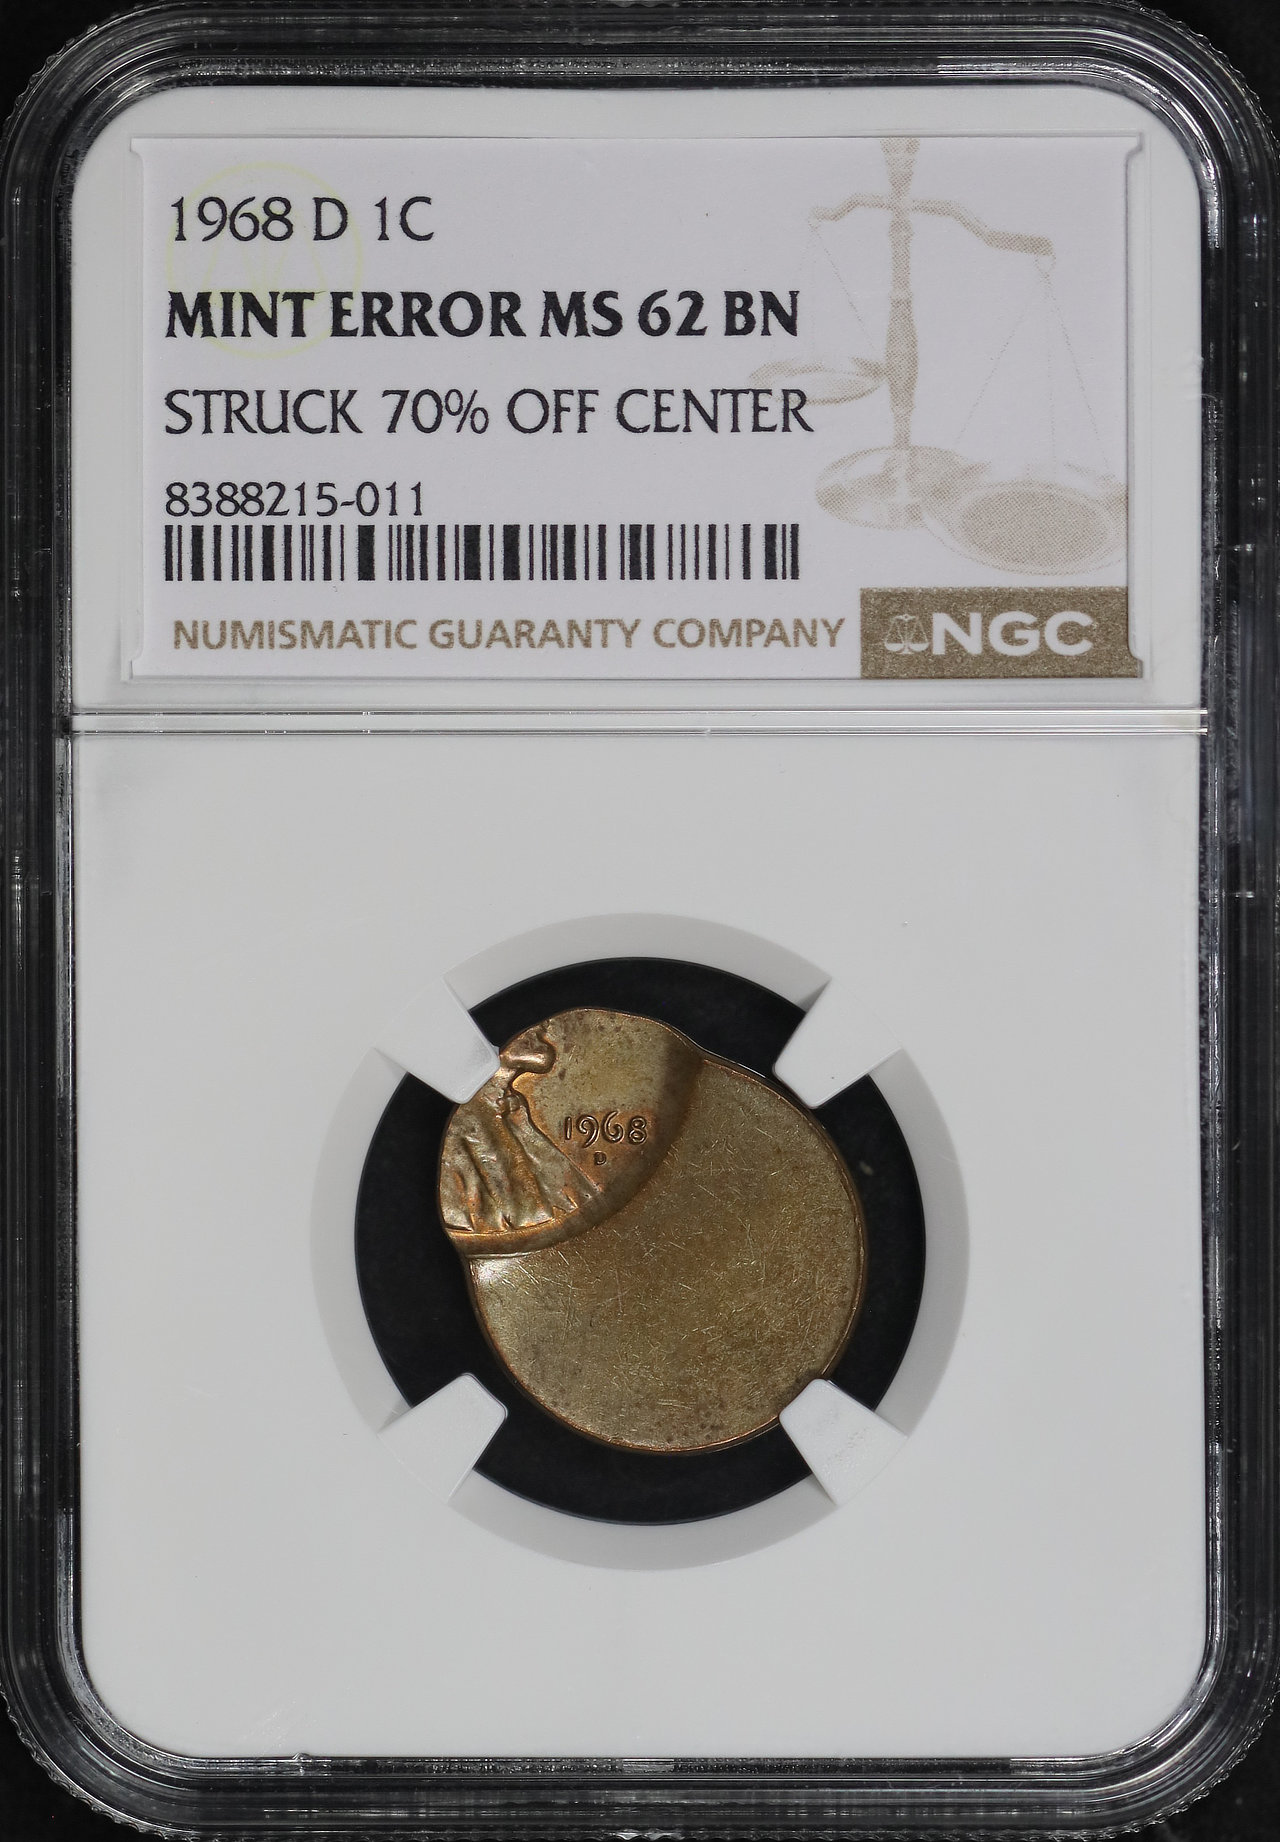 1968 D 1C
MINT ERROR MS 62 BN
STRUCK 70% OFF CENTER
8388215-011
NUMISMATIC GUARANTY COMPANY NGC
1968
D